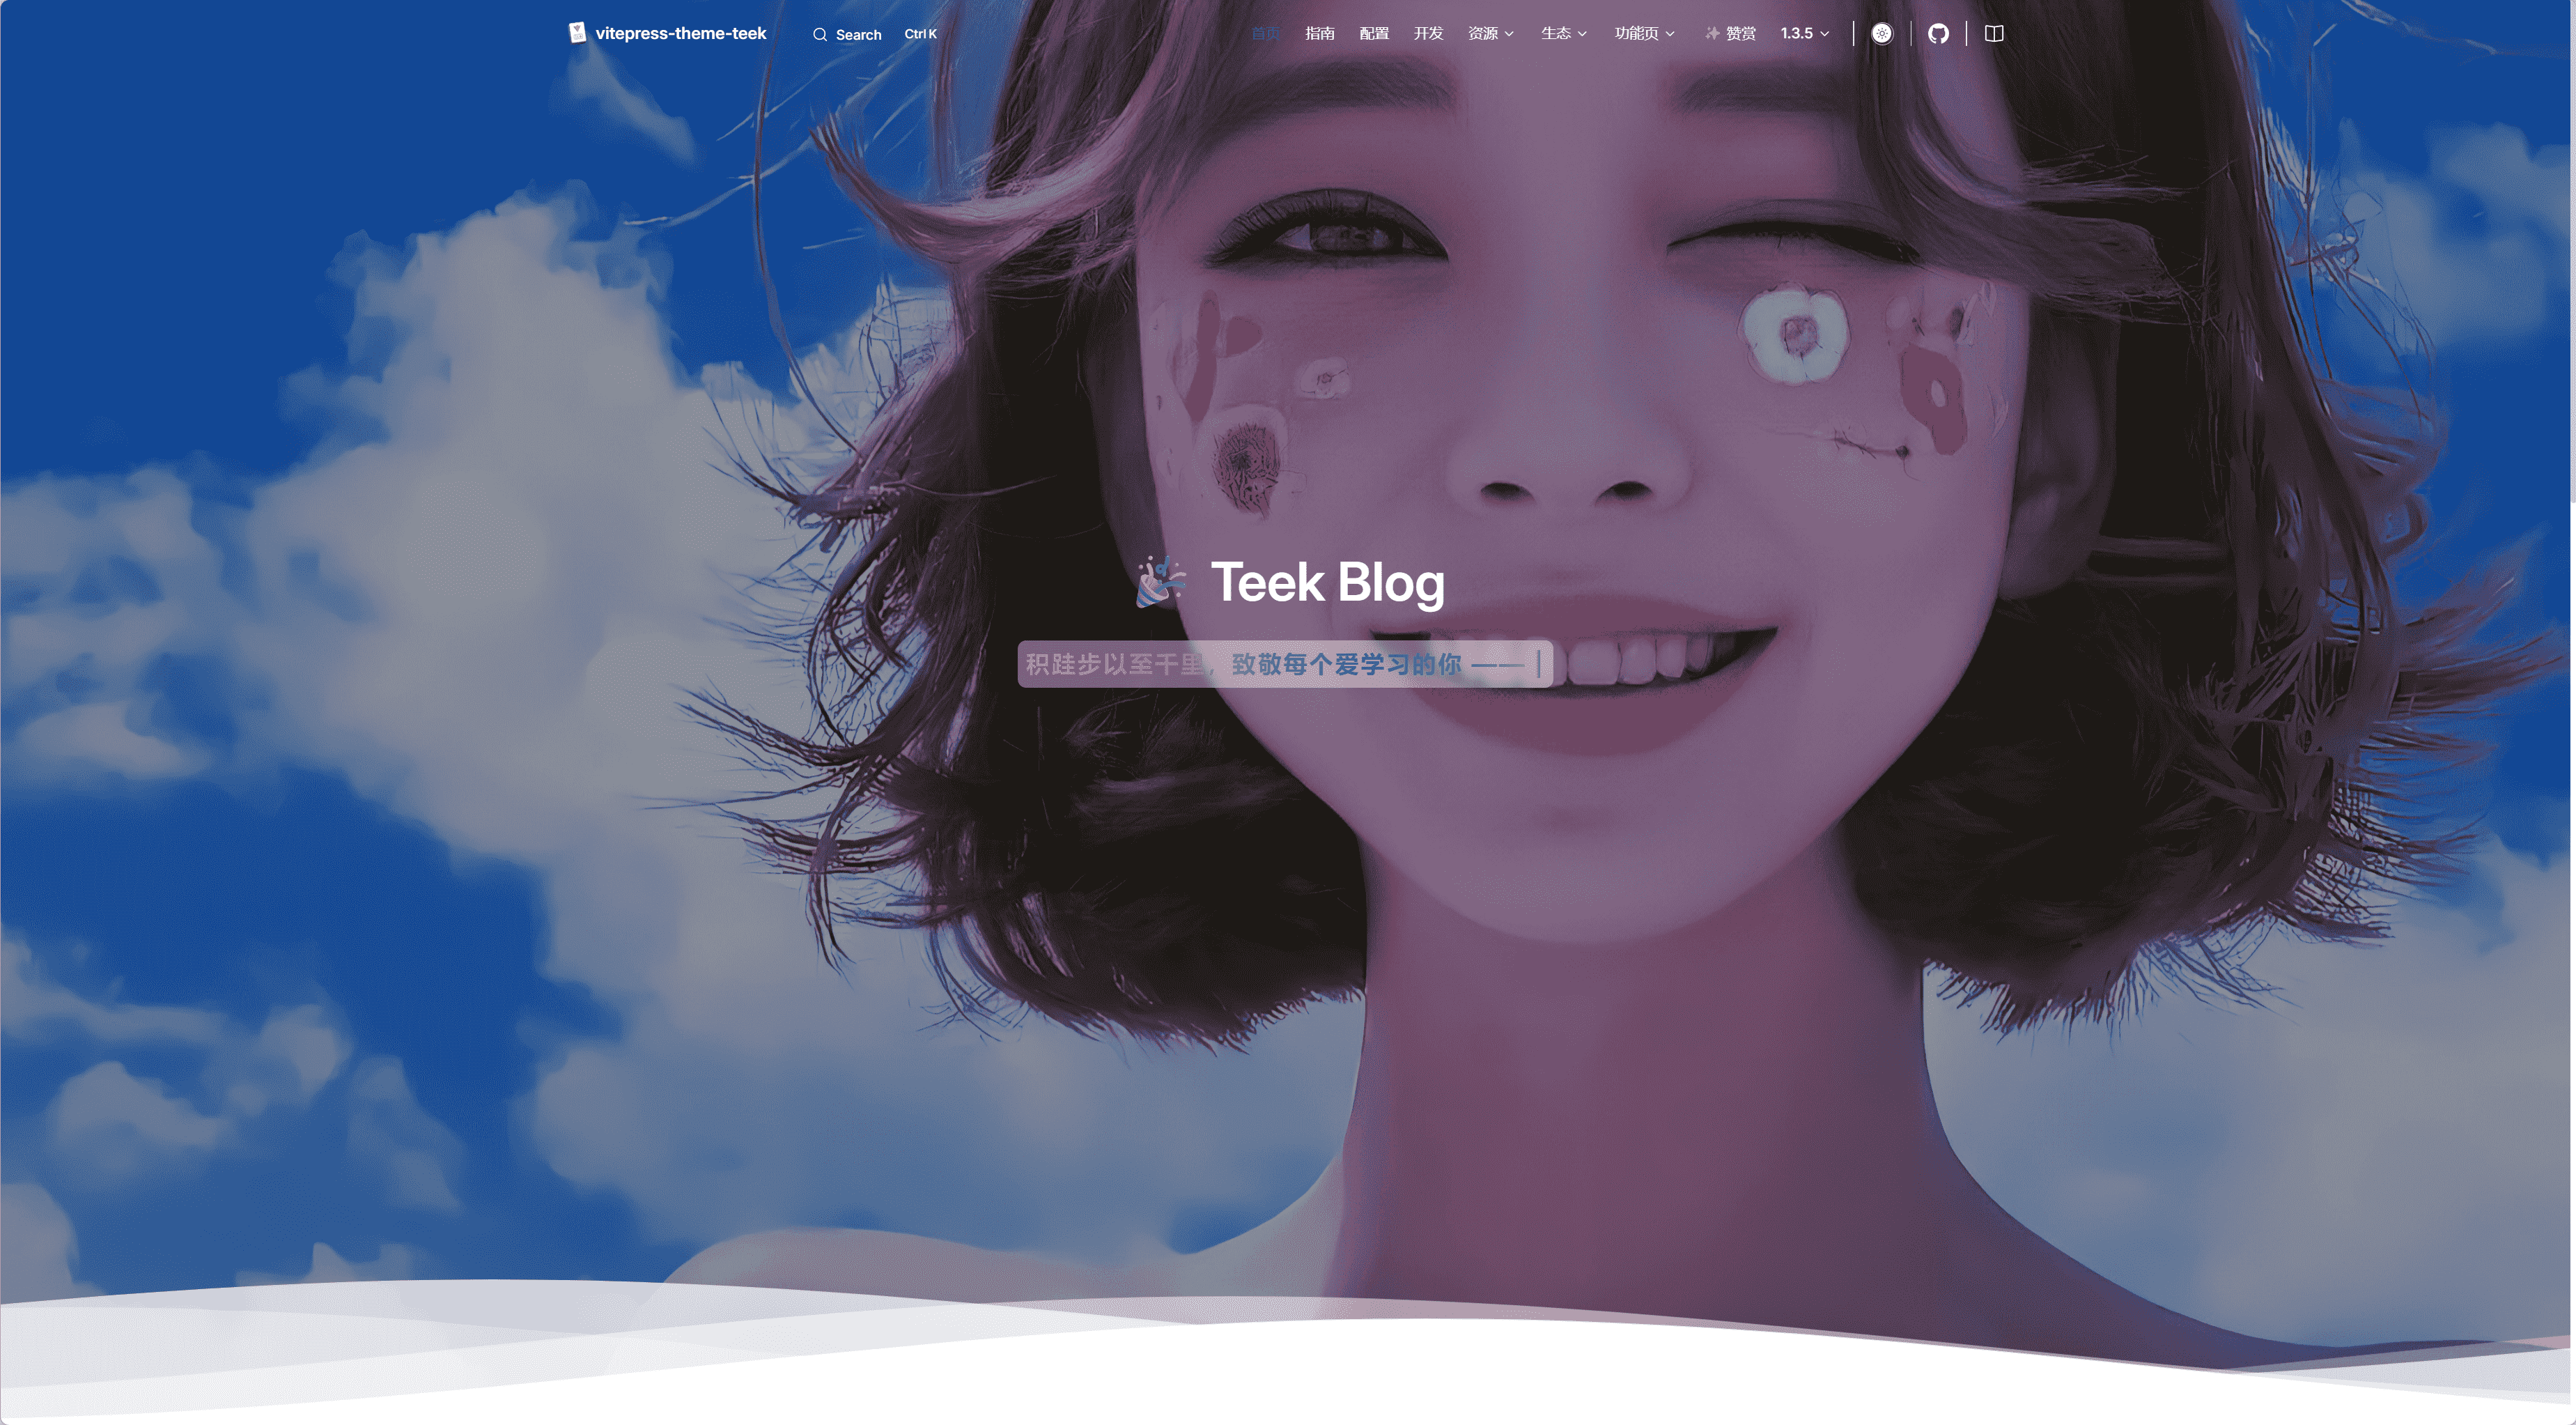 vitepress-theme-teek Search Ctrl K 首页 指南 配置 开发 资源 生态 功能页 ✨ 赞赏 1.3.5
🎉 Teek Blog
积跬步以至千里，致敬每个爱学习的你 ——